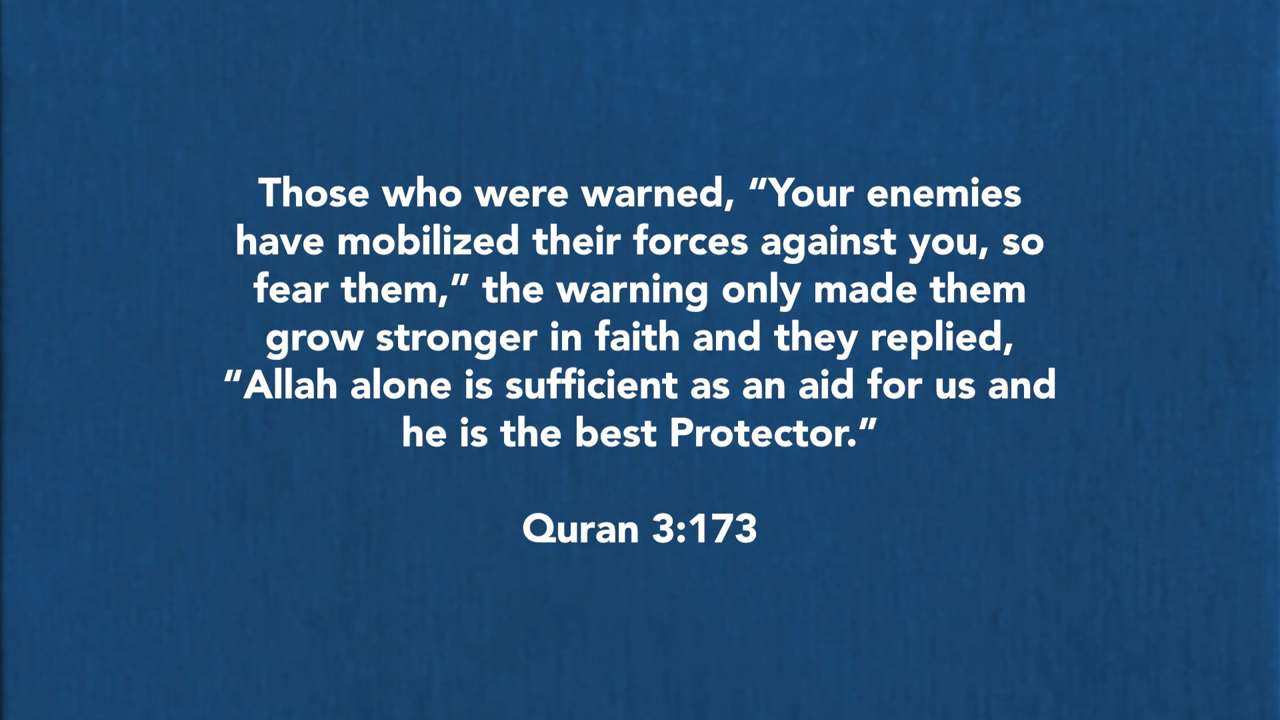 Those who were warned, “Your enemies
have mobilized their forces against you, so
fear them,” the warning only made them
grow stronger in faith and they replied,
“Allah alone is sufficient as an aid for us and
he is the best Protector.”
Quran 3:173